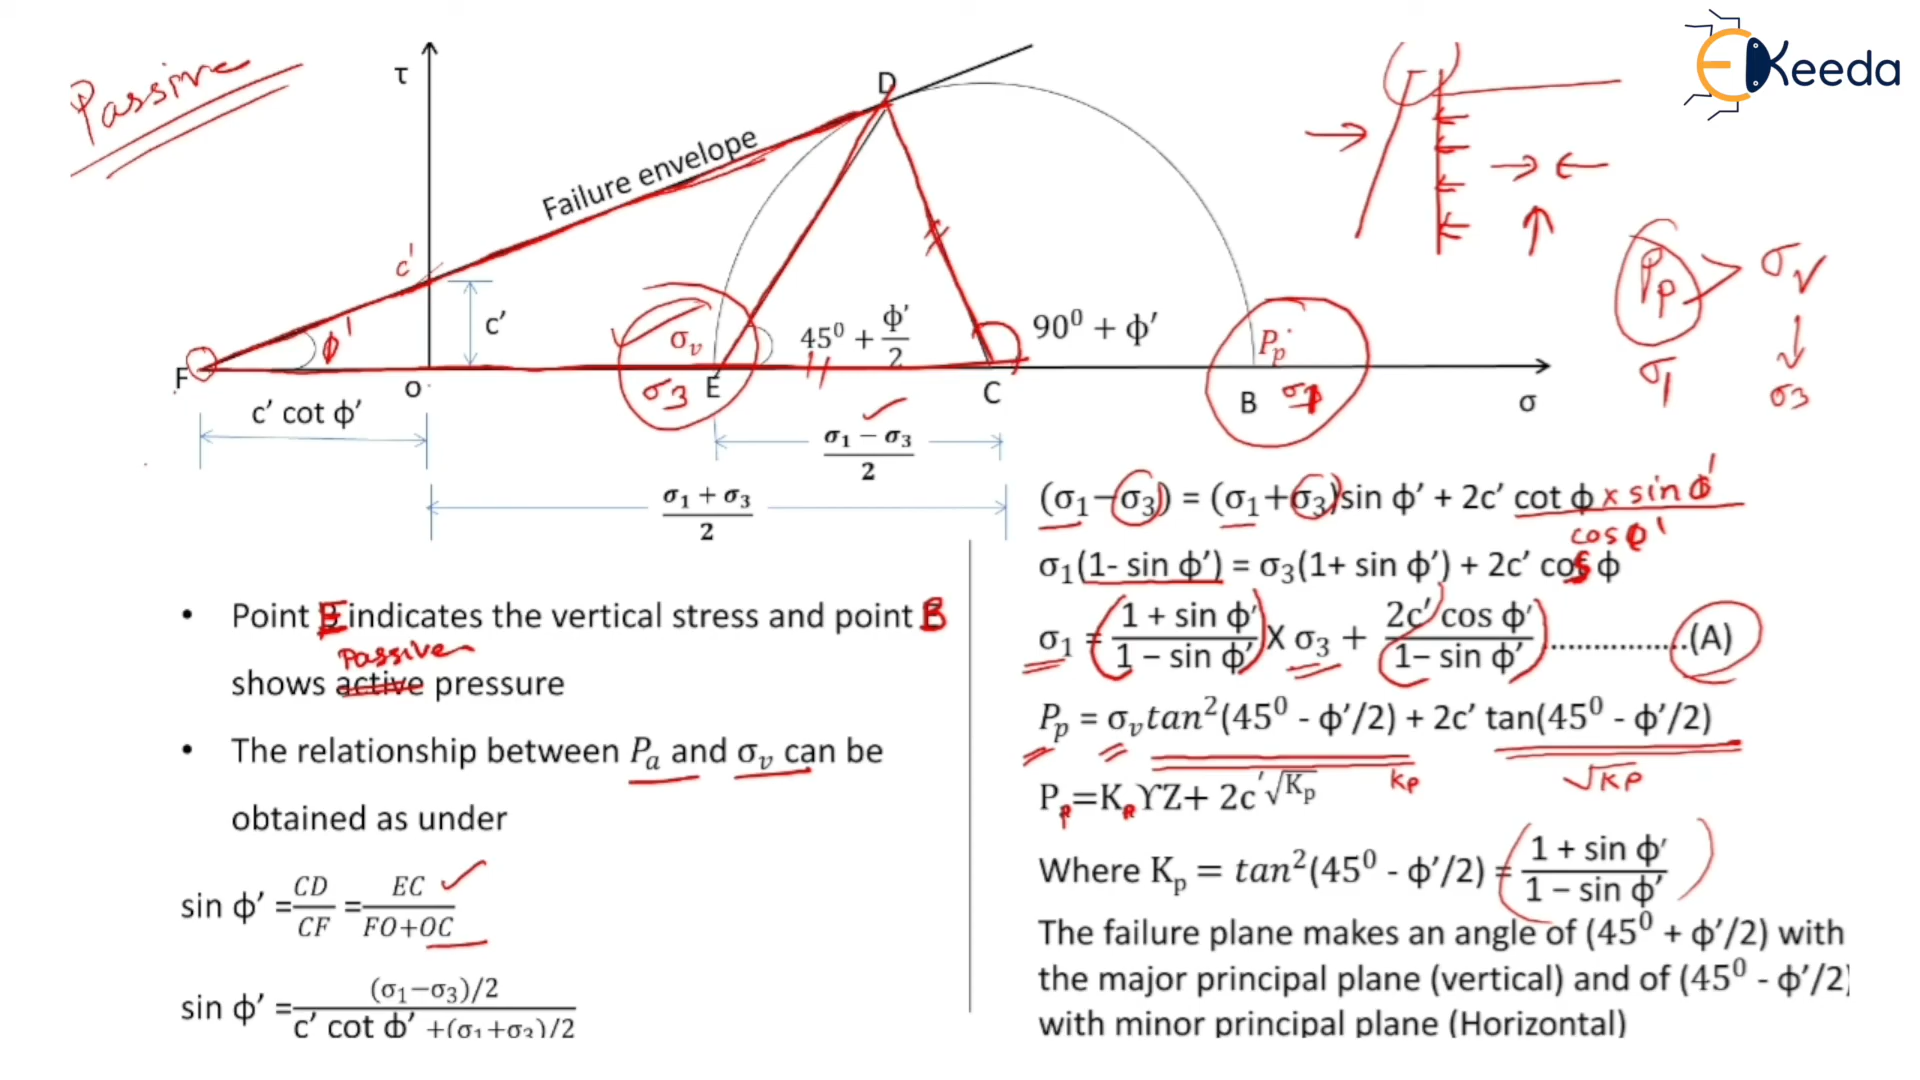 Keeda
Passive
τ
D
Failure envelope
c'
c'
ϕ'
F
O
σv
σ3
E
45⁰ + ϕ'/2
C
90⁰ + ϕ'
Pp
B
σ1
σ
Pp > σv
σ1
σ3
c' cot ϕ'
σ1 − σ3 / 2
σ1 + σ3 / 2
• Point E indicates the vertical stress and point B
Passive
shows active pressure
• The relationship between Pa and σv can be
obtained as under
sin ϕ' = CD/CF = EC/FO+OC
sin ϕ' = (σ1−σ3)/2 / c' cot ϕ' +(σ1+σ3)/2
(σ1−σ3) = (σ1+σ3)sin ϕ' + 2c' cot ϕ x sin ϕ'
cos ϕ'
σ1(1- sin ϕ') = σ3(1+ sin ϕ') + 2c' cos ϕ
σ1 = (1 + sin ϕ' / 1 − sin ϕ') X σ3 + (2c' cos ϕ' / 1− sin ϕ') .................(A)
Pp = σv tan²(45⁰ - ϕ'/2) + 2c' tan(45⁰ - ϕ'/2)
Kp
√Kp
Pp=KpΥZ+ 2c'√Kp
Where Kp = tan²(45⁰ - ϕ'/2) = (1 + sin ϕ' / 1 − sin ϕ')
The failure plane makes an angle of (45⁰ + ϕ'/2) with
the major principal plane (vertical) and of (45⁰ - ϕ'/2)
with minor principal plane (Horizontal)